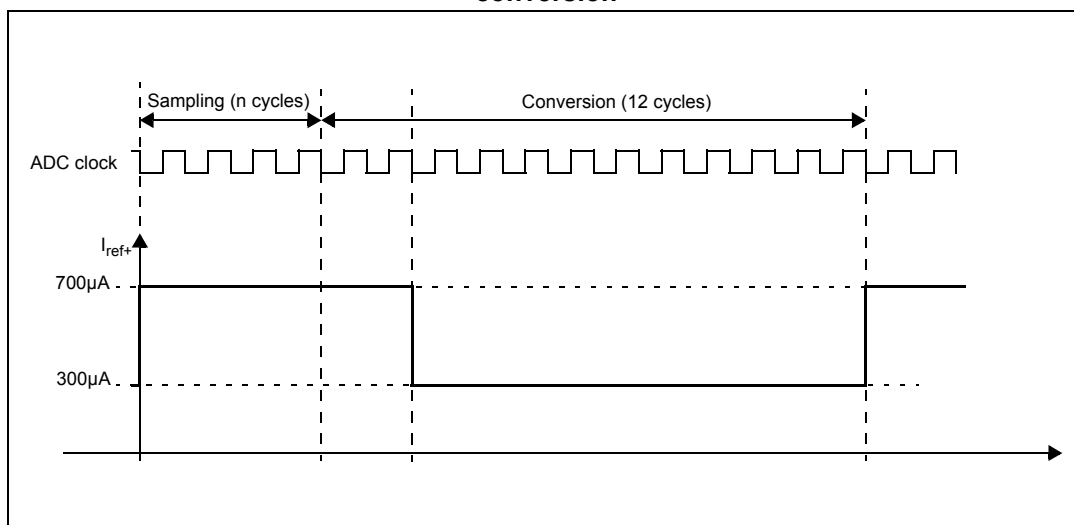 conversion
Sampling (n cycles)
Conversion (12 cycles)
ADC clock
Iref+
700µA
300µA